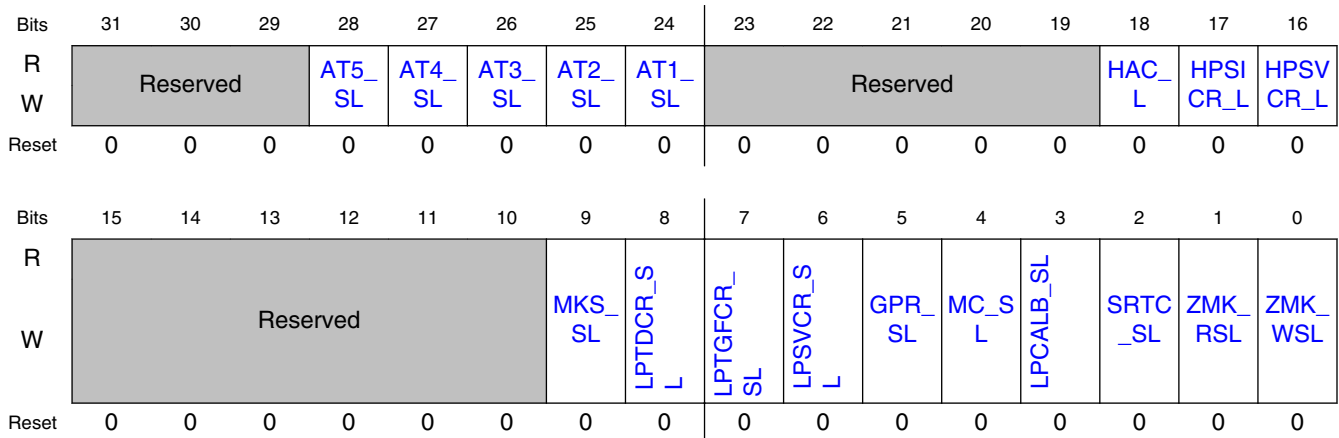 Bits 31 30 29 28 27 26 25 24 23 22 21 20 19 18 17 16
R
W
Reserved
AT5_
SL
AT4_
SL
AT3_
SL
AT2_
SL
AT1_
SL
Reserved
HAC_
L
HPSI
CR_L
HPSV
CR_L
Reset 0 0 0 0 0 0 0 0 0 0 0 0 0 0 0 0
Bits 15 14 13 12 11 10 9 8 7 6 5 4 3 2 1 0
R
W
Reserved
MKS_
SL
LPTDCR_S
L
LPTGFCR_
SL
LPSVCR_S
L
GPR_
SL
MC_S
L
LPCALB_SL
SRTC
_SL
ZMK_
RSL
ZMK_
WSL
Reset 0 0 0 0 0 0 0 0 0 0 0 0 0 0 0 0